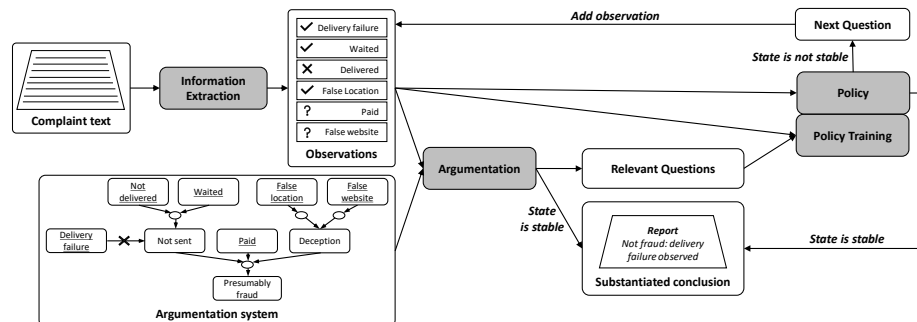 Add observation
Next Question
State is not stable
Complaint text
Information
Extraction
Delivery failure
Waited
Delivered
False Location
? Paid
? False website
Observations
Policy
Policy Training
Argumentation
Relevant Questions
State
is stable
Report
Not fraud: delivery
failure observed
Substantiated conclusion
State is stable
Not
delivered
Waited
False
location
False
website
Delivery
failure
Not sent
Paid
Deception
Presumably
fraud
Argumentation system